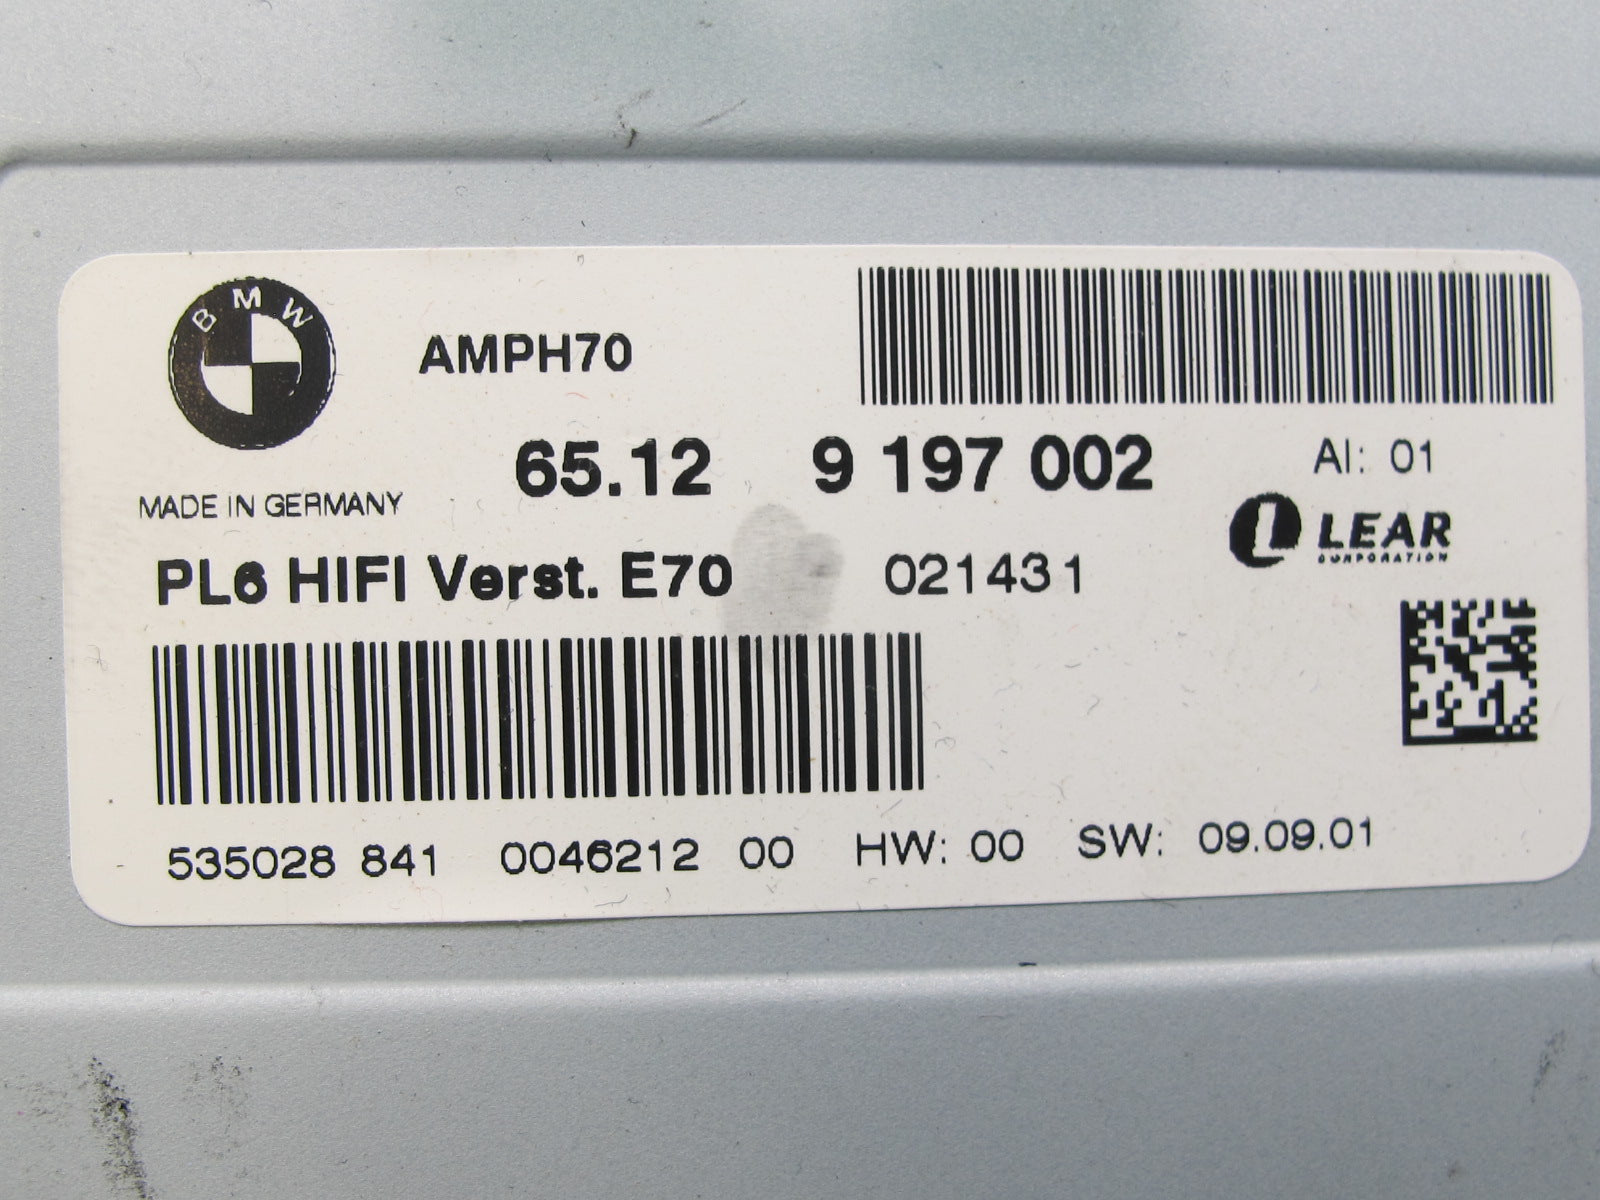 BMW
AMPH70
65.12 9 197 002 AI: 01
MADE IN GERMANY
LEAR
CORPORATION
PL6 HIFI Verst. E70 021431
535028 841 0046212 00 HW: 00 SW: 09.09.01